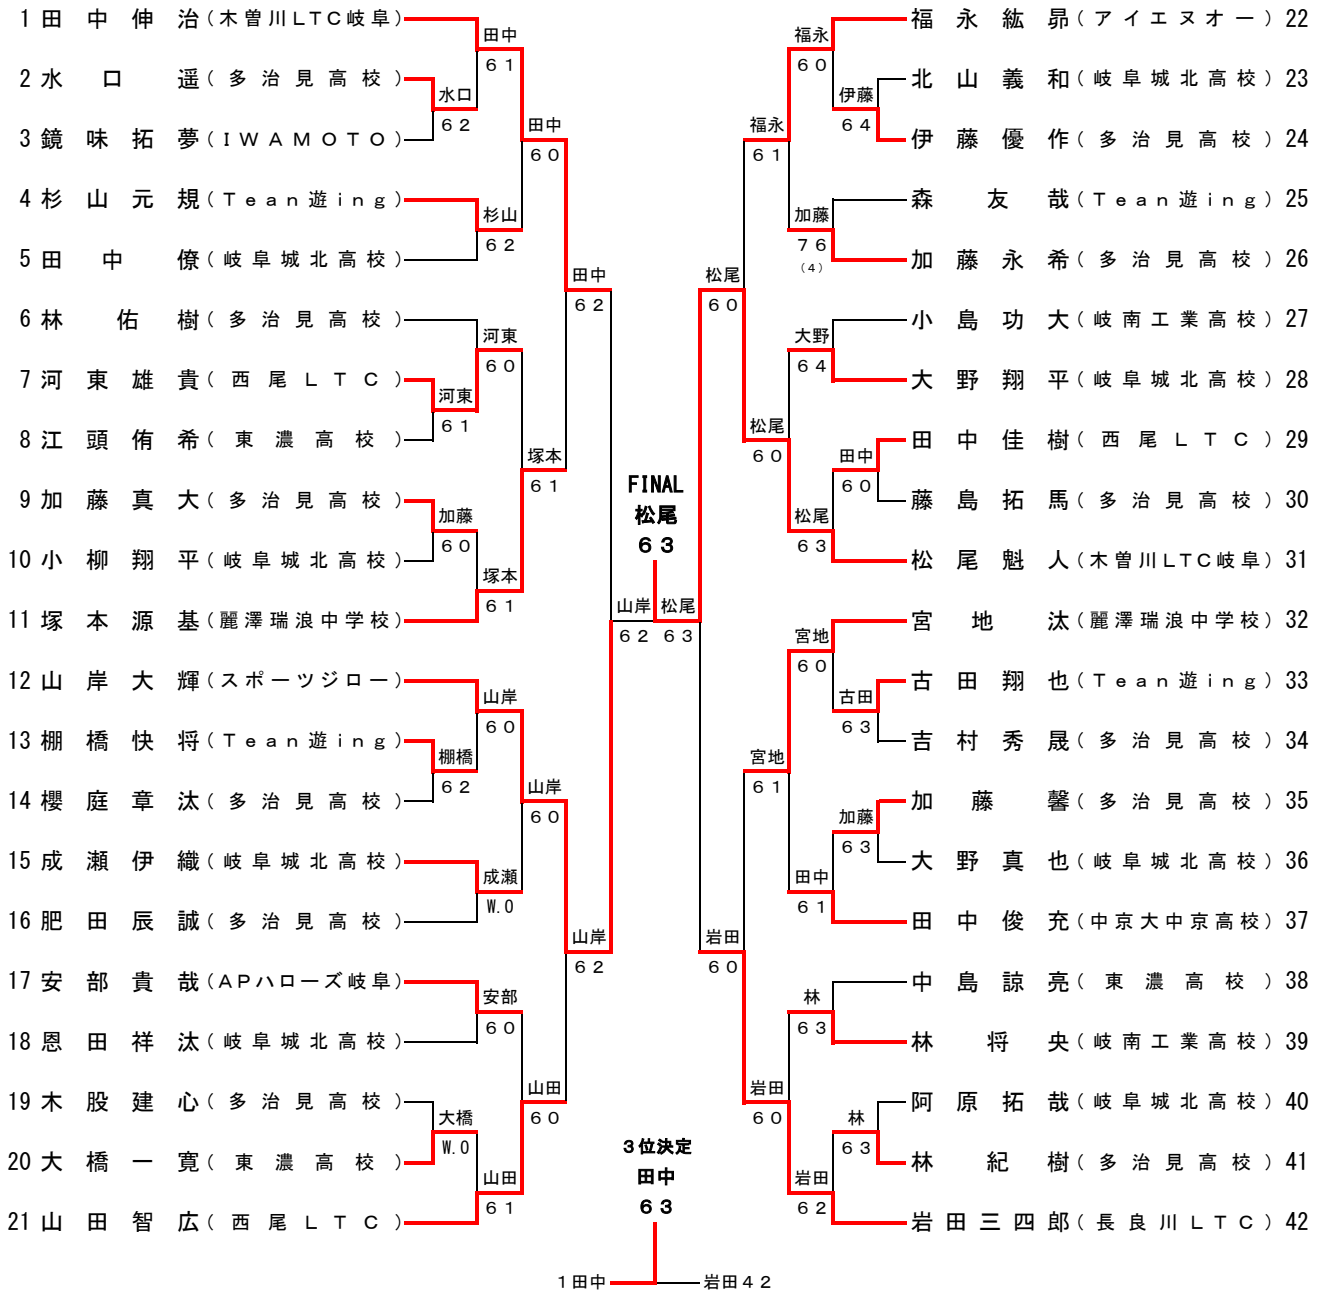 1 田中伸治(木曽川LTC岐阜)
2 水口遥(多治見高校)
3 鏡味拓夢(IWAMOTO)
4 杉山元規(Tean遊ing)
5 田中僚(岐阜城北高校)
6 林佑樹(多治見高校)
7 河東雄貴(西尾LTC)
8 江頭侑希(東濃高校)
9 加藤真大(多治見高校)
10 小柳翔平(岐阜城北高校)
11 塚本源基(麗澤瑞浪中学校)
12 山岸大輝(スポーツジロー)
13 棚橋快将(Tean遊ing)
14 櫻庭章汰(多治見高校)
15 成瀬伊織(岐阜城北高校)
16 肥田辰誠(多治見高校)
17 安部貴哉(APハローズ岐阜)
18 恩田祥汰(岐阜城北高校)
19 木股建心(多治見高校)
20 大橋一寛(東濃高校)
21 山田智広(西尾LTC)
水口
62
河東
61
加藤
60
棚橋
62
大橋
W.0
田中
61
杉山
62
河東
60
塚本
61
山岸
60
成瀬
W.0
安部
60
山田
61
田中
60
塚本
61
山岸
60
山田
60
田中
62
山岸
62
山岸
62
FINAL
松尾
63
松尾
63
松尾
60
岩田
60
福永
61
松尾
60
宮地
61
岩田
60
福永
60
加藤
76
(4)
大野
64
松尾
63
宮地
60
田中
61
林
63
岩田
62
伊藤
64
田中
60
古田
63
加藤
63
林
63
福永紘昴(アイエヌオー) 22
北山義和(岐阜城北高校) 23
伊藤優作(多治見高校) 24
森友哉(Tean遊ing) 25
加藤永希(多治見高校) 26
小島功大(岐南工業高校) 27
大野翔平(岐阜城北高校) 28
田中佳樹(西尾LTC) 29
藤島拓馬(多治見高校) 30
松尾魁人(木曽川LTC岐阜) 31
宮地汰(麗澤瑞浪中学校) 32
古田翔也(Tean遊ing) 33
吉村秀晟(多治見高校) 34
加藤馨(多治見高校) 35
大野真也(岐阜城北高校) 36
田中俊充(中京大中京高校) 37
中島諒亮(東濃高校) 38
林将央(岐南工業高校) 39
阿原拓哉(岐阜城北高校) 40
林紀樹(多治見高校) 41
岩田三四郎(長良川LTC) 42
3位決定
田中
63
1田中
岩田42